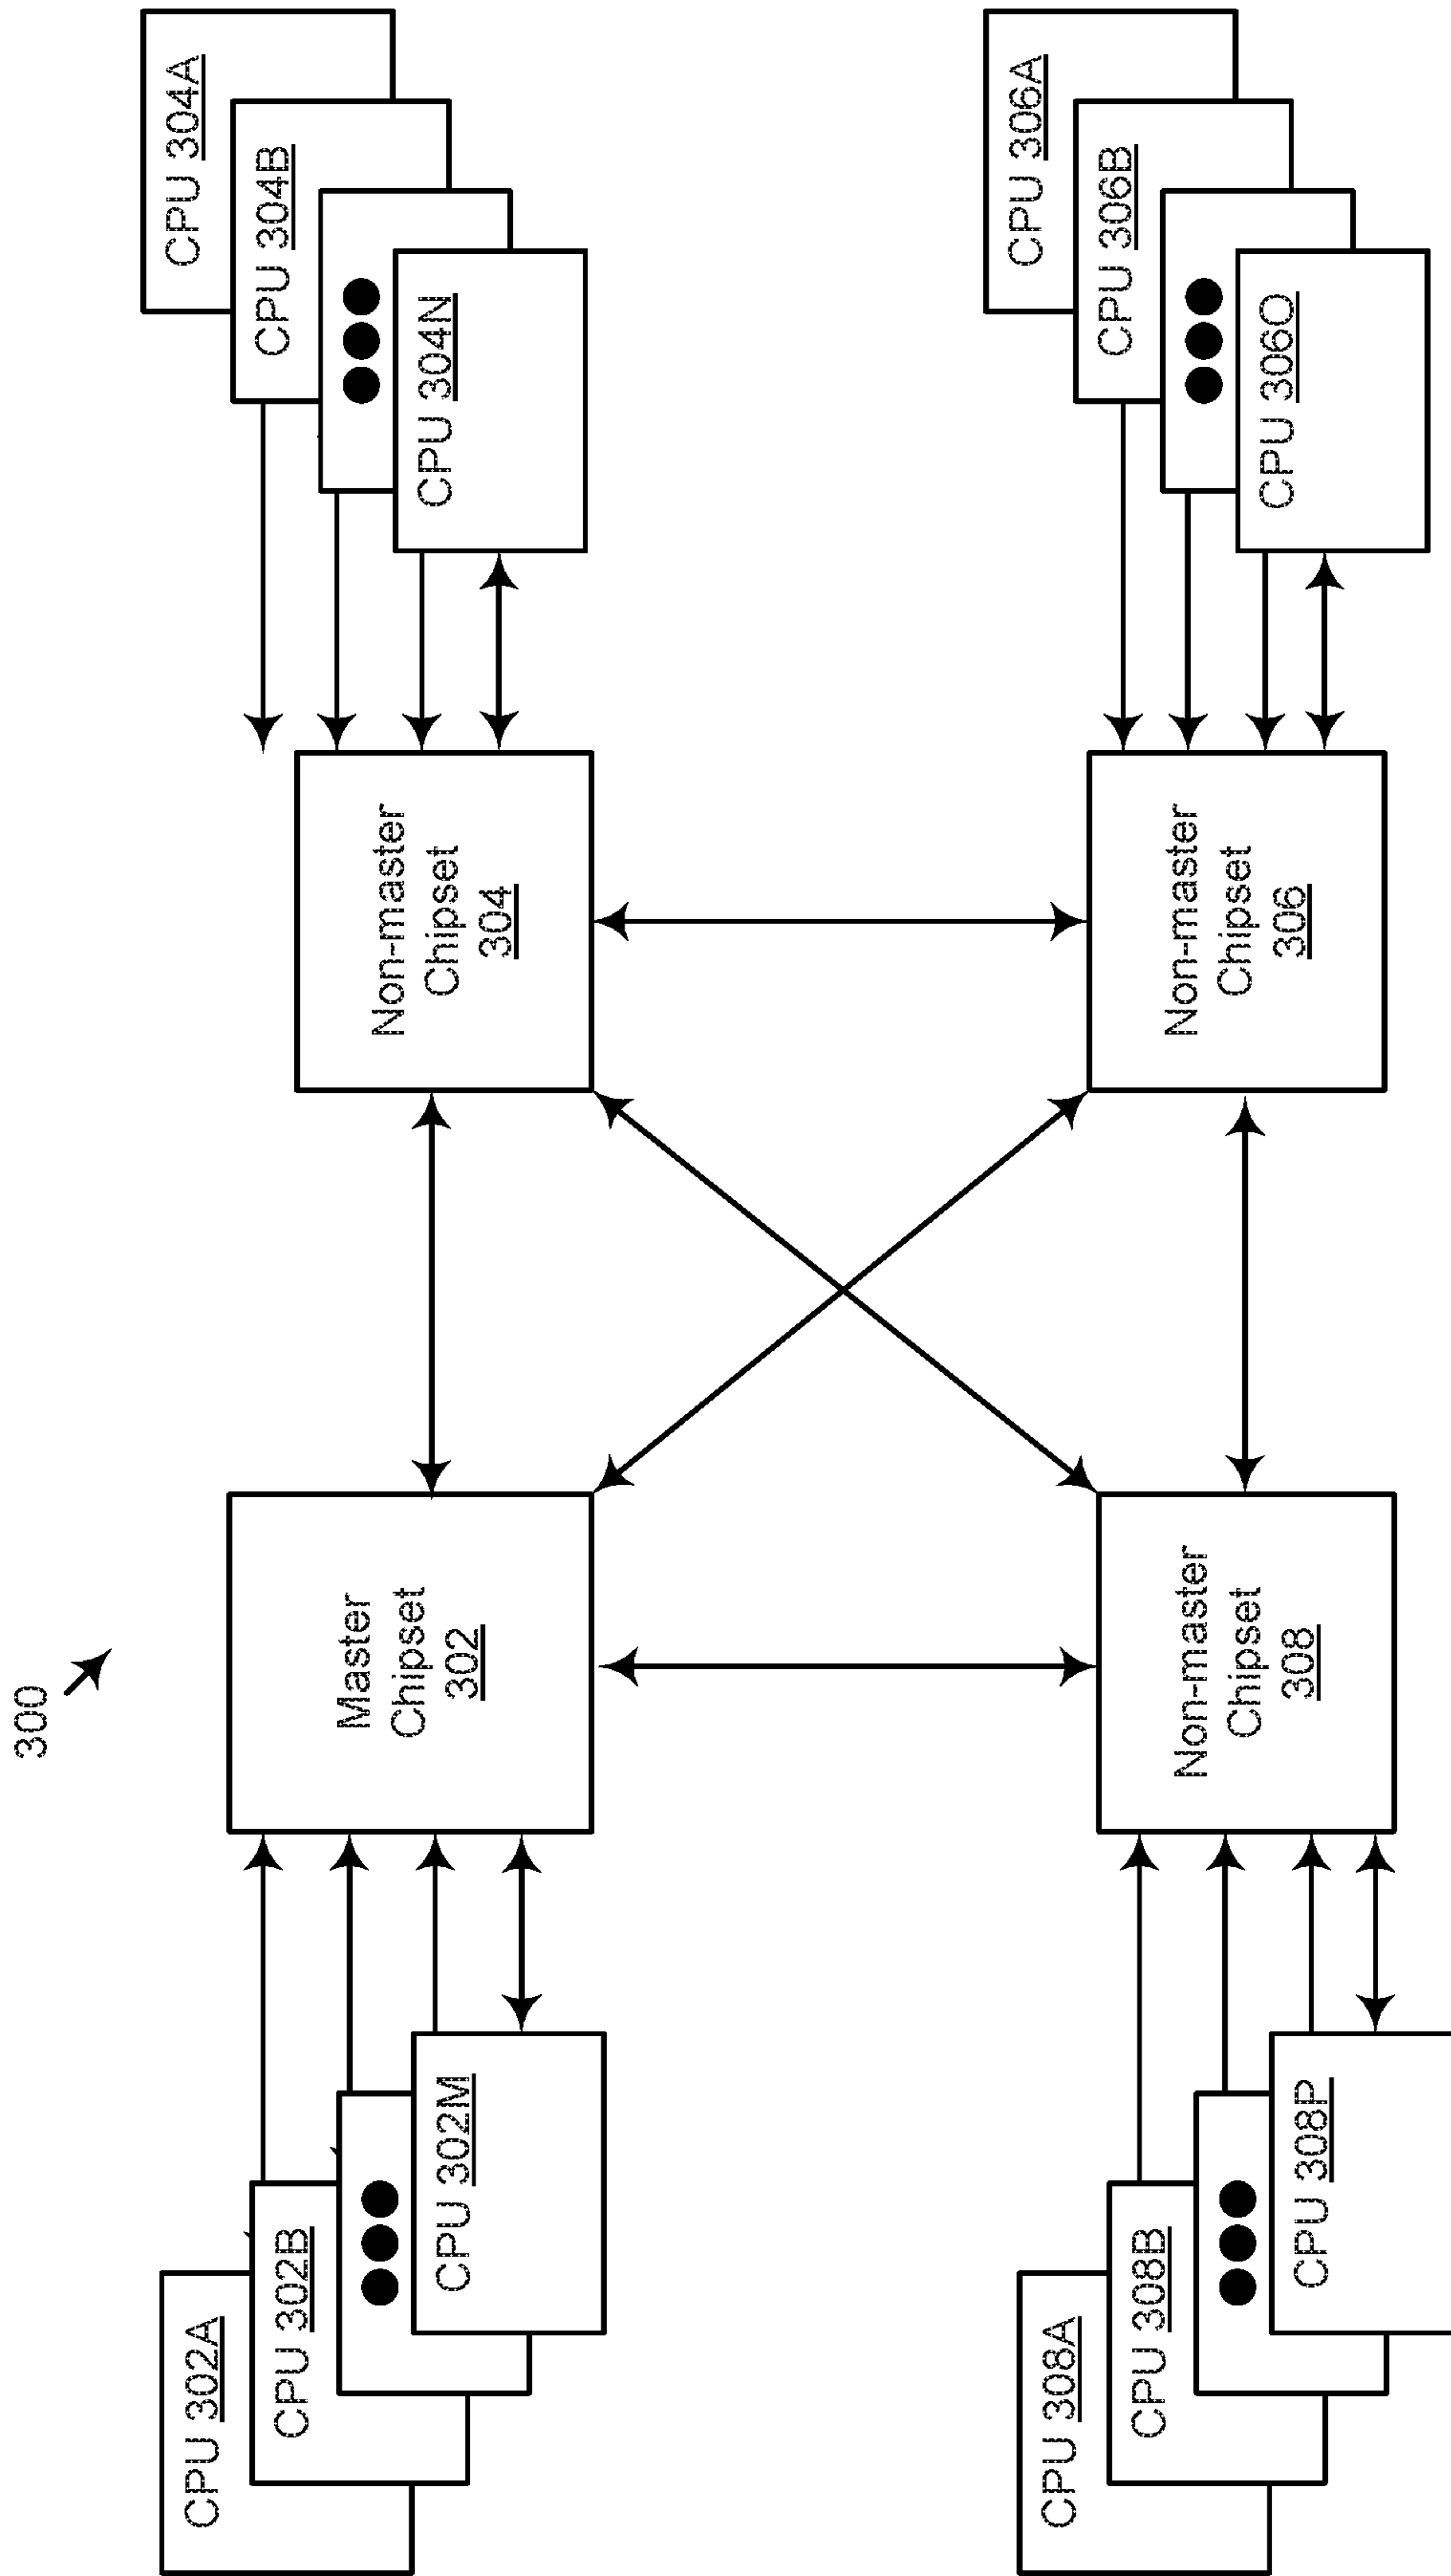 300
CPU 302A
CPU 302B
CPU 302M
Master
Chipset
302
Non-master
Chipset
304
CPU 304A
CPU 304B
CPU 304N
CPU 308A
CPU 308B
CPU 308P
Non-master
Chipset
308
Non-master
Chipset
306
CPU 306A
CPU 306B
CPU 306O